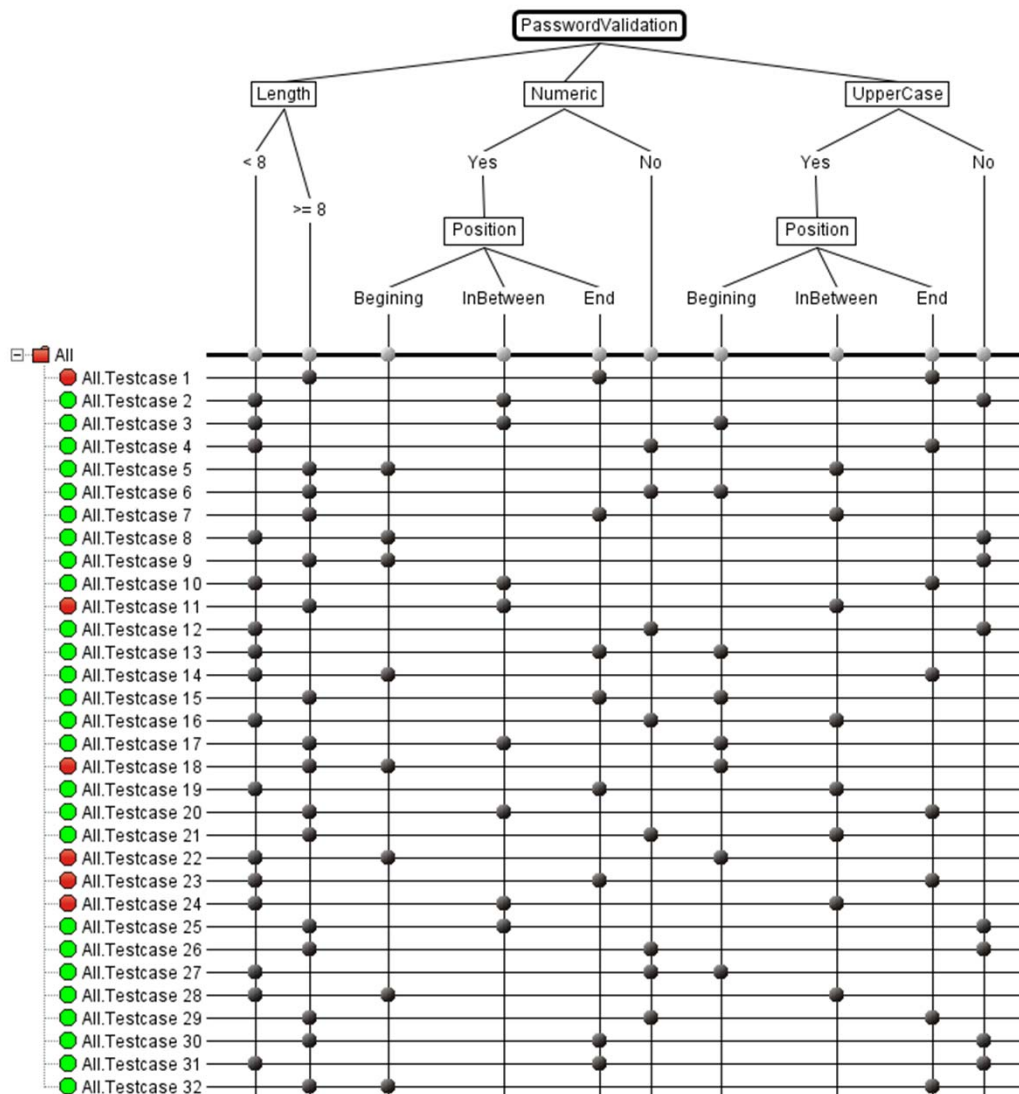 PasswordValidation
Length Numeric UpperCase
< 8 Yes No Yes No
>= 8
Position Position
Begining InBetween End Begining InBetween End
All
All.Testcase 1
All.Testcase 2
All.Testcase 3
All.Testcase 4
All.Testcase 5
All.Testcase 6
All.Testcase 7
All.Testcase 8
All.Testcase 9
All.Testcase 10
All.Testcase 11
All.Testcase 12
All.Testcase 13
All.Testcase 14
All.Testcase 15
All.Testcase 16
All.Testcase 17
All.Testcase 18
All.Testcase 19
All.Testcase 20
All.Testcase 21
All.Testcase 22
All.Testcase 23
All.Testcase 24
All.Testcase 25
All.Testcase 26
All.Testcase 27
All.Testcase 28
All.Testcase 29
All.Testcase 30
All.Testcase 31
All.Testcase 32